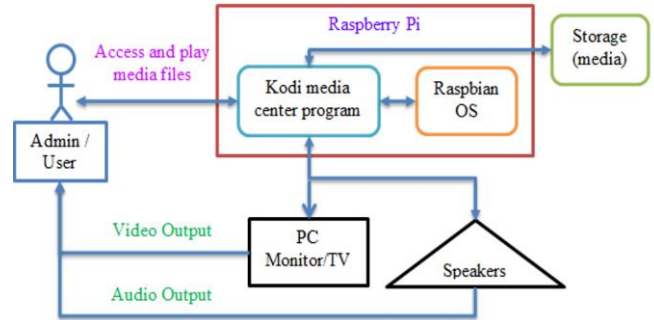 Raspberry Pi
Access and play
media files
Storage
(media)
Kodi media
center program
Raspbian
OS
Admin /
User
Video Output
PC
Monitor/TV
Speakers
Audio Output